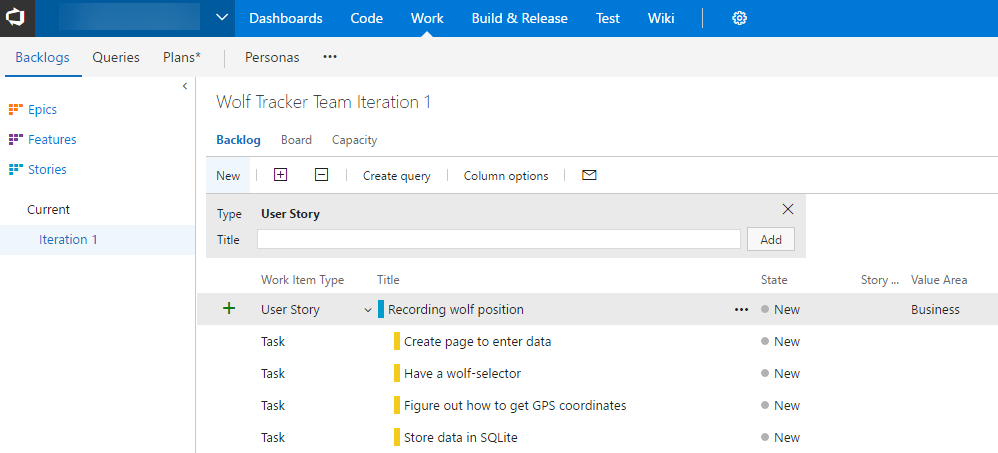 Dashboards Code Work Build & Release Test Wiki
Backlogs Queries Plans* Personas
Epics
Features
Stories
Current
Iteration 1
Wolf Tracker Team Iteration 1
Backlog Board Capacity
New Create query Column options
Type User Story
Title Add
Work Item Type Title State Story ... Value Area
User Story Recording wolf position ... New Business
Task Create page to enter data New
Task Have a wolf-selector New
Task Figure out how to get GPS coordinates New
Task Store data in SQLite New